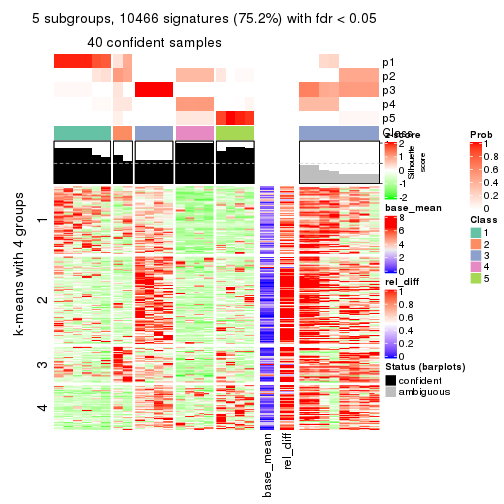 5 subgroups, 10466 signatures (75.2%) with fdr < 0.05
40 confident samples
p1
p2
p3
p4
p5
Class
z-score
2
1
0
-1
-2
Silhouette
score
base_mean
8
6
4
2
0
rel_diff
1
0.8
0.6
0.4
0.2
0
Status (barplots)
confident
ambiguous
Prob
1
0.8
0.6
0.4
0.2
0
Class
1
2
3
4
5
k-means with 4 groups
1
2
3
4
base_mean
rel_diff